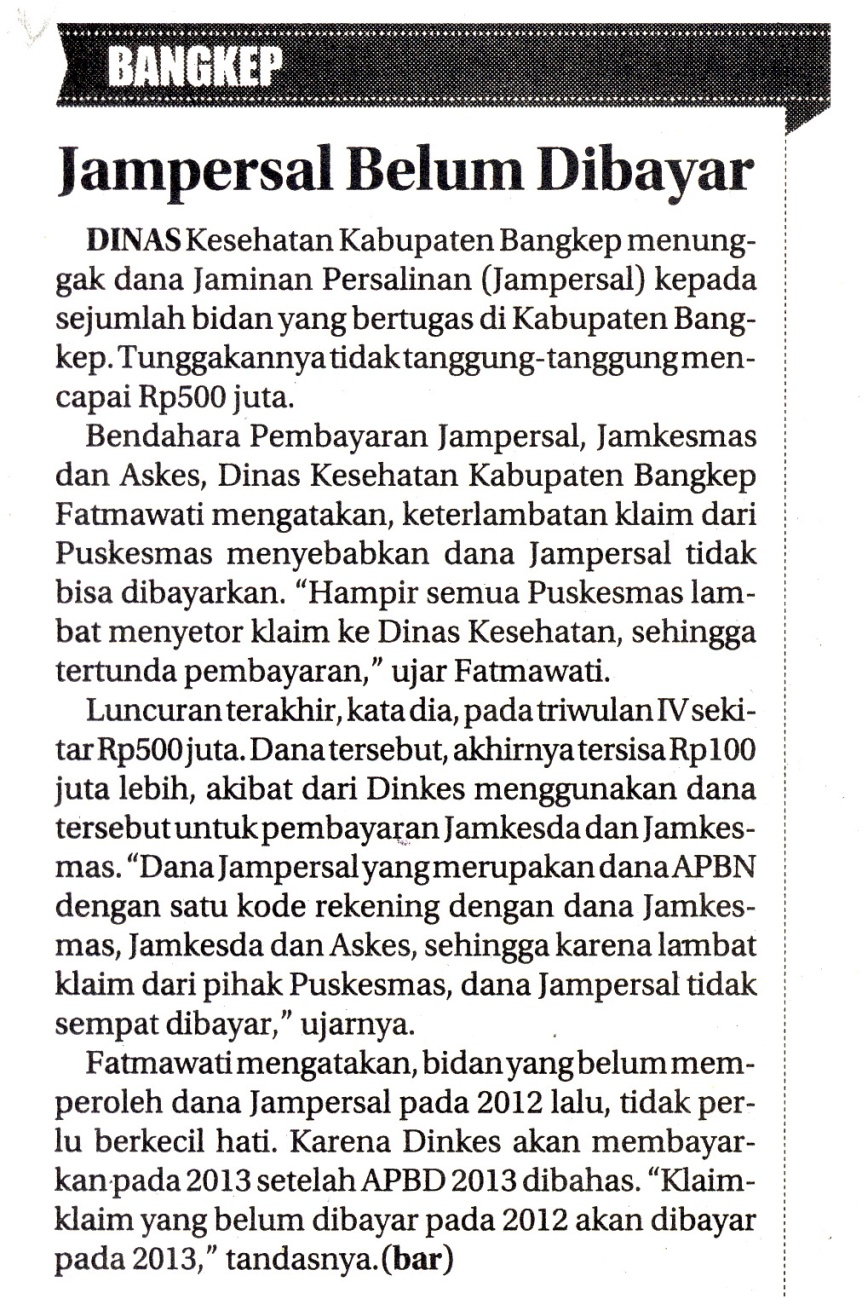 BANGKEP
Jampersal Belum Dibayar
DINAS Kesehatan Kabupaten Bangkep menung-
gak dana Jaminan Persalinan (Jampersal) kepada
sejumlah bidan yang bertugas di Kabupaten Bang-
kep. Tunggakannya tidak tanggung-tanggung men-
capai Rp500 juta.
Bendahara Pembayaran Jampersal, Jamkesmas
dan Askes, Dinas Kesehatan Kabupaten Bangkep
Fatmawati mengatakan, keterlambatan klaim dari
Puskesmas menyebabkan dana Jampersal tidak
bisa dibayarkan. “Hampir semua Puskesmas lam-
bat menyetor klaim ke Dinas Kesehatan, sehingga
tertunda pembayaran,” ujar Fatmawati.
Luncuran terakhir, kata dia, pada triwulan IV seki-
tar Rp500 juta. Dana tersebut, akhirnya tersisa Rp100
juta lebih, akibat dari Dinkes menggunakan dana
tersebut untuk pembayaran Jamkesda dan Jamkes-
mas. “Dana Jampersal yang merupakan dana APBN
dengan satu kode rekening dengan dana Jamkes-
mas, Jamkesda dan Askes, sehingga karena lambat
klaim dari pihak Puskesmas, dana Jampersal tidak
sempat dibayar,” ujarnya.
Fatmawati mengatakan, bidan yang belum mem-
peroleh dana Jampersal pada 2012 lalu, tidak per-
lu berkecil hati. Karena Dinkes akan membayar-
kan pada 2013 setelah APBD 2013 dibahas. “Klaim-
klaim yang belum dibayar pada 2012 akan dibayar
pada 2013,” tandasnya.(bar)